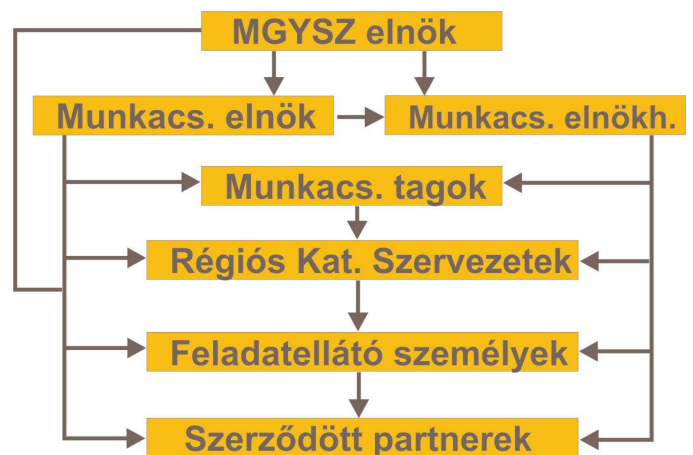 MGYSZ elnök
Munkacs. elnök
Munkacs. elnökh.
Munkacs. tagok
Régiós Kat. Szervezetek
Feladatellátó személyek
Szerződött partnerek